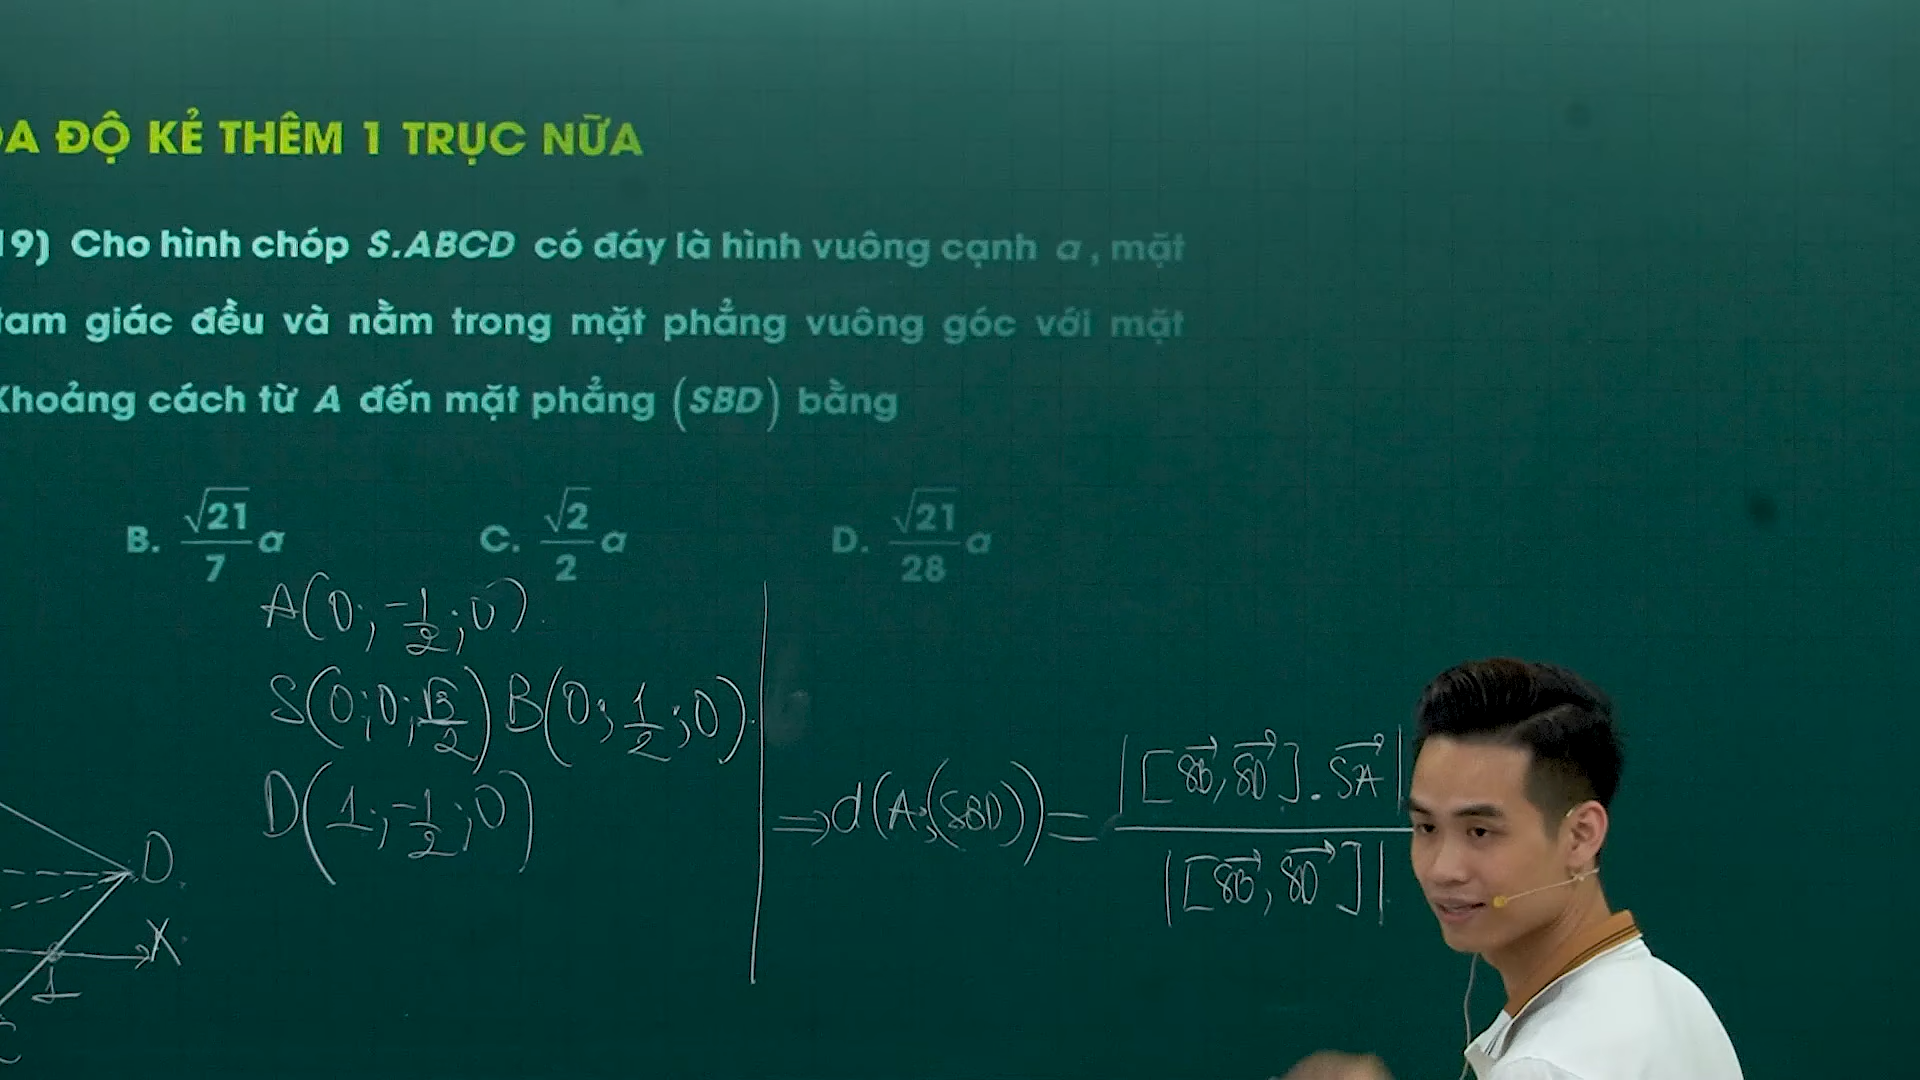 ĐỘ KẺ THÊM 1 TRỤC NỮA
19) Cho hình chóp S.ABCD có đáy là hình vuông cạnh a, mặt
tam giác đều và nằm trong mặt phẳng vuông góc với mặt
Khoảng cách từ A đến mặt phẳng (SBD) bằng
B. √21/7 a C. √2/2 a D. √21/28 a
A(0; -1/2; 0).
S(0; 0; √3/2) B(0; 1/2; 0).
D(1; -1/2; 0)
⇒ d(A;(SBD)) = |[SB→, SD→].SA→| / |[SB→, SD→]|
D
X
1
C